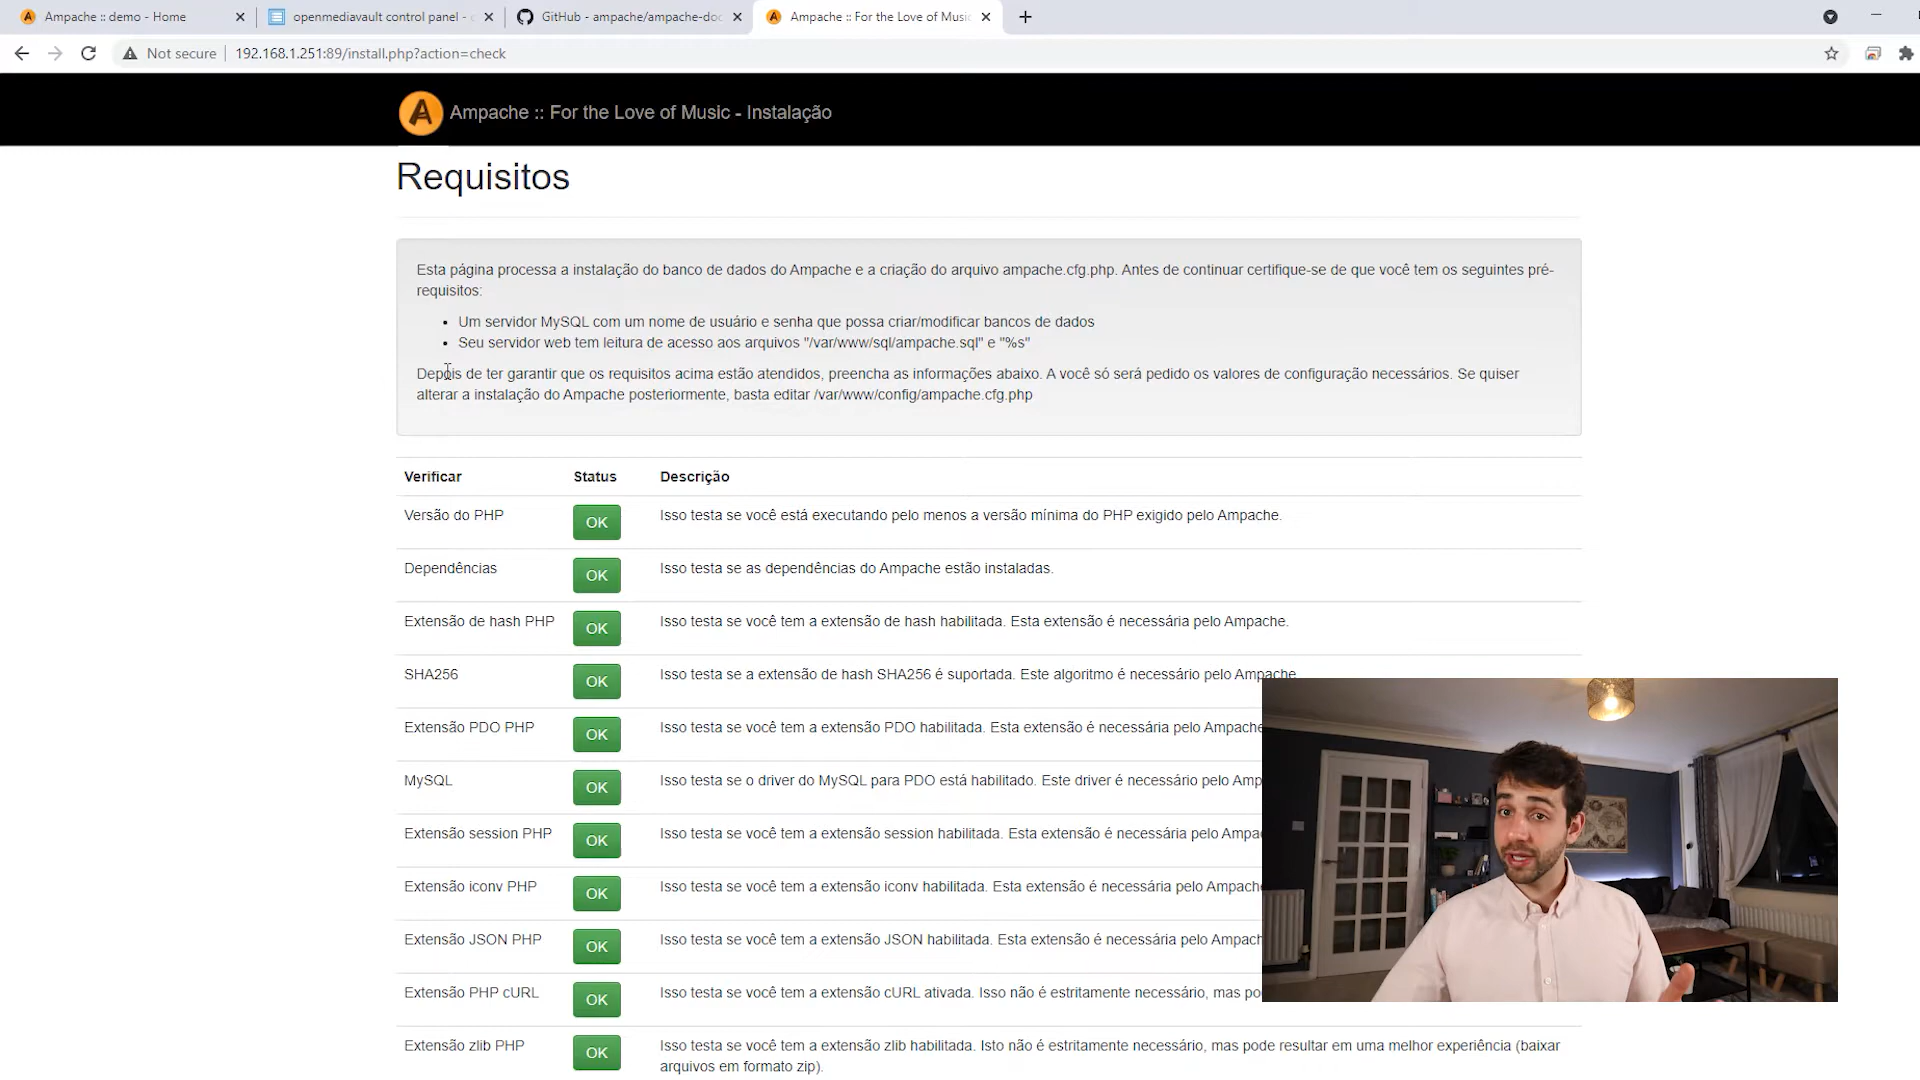 Ampache :: demo - Home
openmediavault control panel - c
GitHub - ampache/ampache-doc
Ampache :: For the Love of Music
Not secure
192.168.1.251:89/install.php?action=check
Ampache :: For the Love of Music - Instalação
Requisitos
Esta página processa a instalação do banco de dados do Ampache e a criação do arquivo ampache.cfg.php. Antes de continuar certifique-se de que você tem os seguintes pré-
requisitos:
• Um servidor MySQL com um nome de usuário e senha que possa criar/modificar bancos de dados
• Seu servidor web tem leitura de acesso aos arquivos "/var/www/sql/ampache.sql" e "%s"
Depois de ter garantir que os requisitos acima estão atendidos, preencha as informações abaixo. A você só será pedido os valores de configuração necessários. Se quiser
alterar a instalação do Ampache posteriormente, basta editar /var/www/config/ampache.cfg.php
Verificar Status Descrição
Versão do PHP OK Isso testa se você está executando pelo menos a versão mínima do PHP exigido pelo Ampache.
Dependências OK Isso testa se as dependências do Ampache estão instaladas.
Extensão de hash PHP OK Isso testa se você tem a extensão de hash habilitada. Esta extensão é necessária pelo Ampache.
SHA256 OK Isso testa se a extensão de hash SHA256 é suportada. Este algoritmo é necessário pelo Ampache.
Extensão PDO PHP OK Isso testa se você tem a extensão PDO habilitada. Esta extensão é necessária pelo Ampache
MySQL OK Isso testa se o driver do MySQL para PDO está habilitado. Este driver é necessário pelo Amp
Extensão session PHP OK Isso testa se você tem a extensão session habilitada. Esta extensão é necessária pelo Ampa
Extensão iconv PHP OK Isso testa se você tem a extensão iconv habilitada. Esta extensão é necessária pelo Ampache
Extensão JSON PHP OK Isso testa se você tem a extensão JSON habilitada. Esta extensão é necessária pelo Ampach
Extensão PHP cURL OK Isso testa se você tem a extensão cURL ativada. Isso não é estritamente necessário, mas po
Extensão zlib PHP OK Isso testa se você tem a extensão zlib habilitada. Isto não é estritamente necessário, mas pode resultar em uma melhor experiência (baixar
arquivos em formato zip).